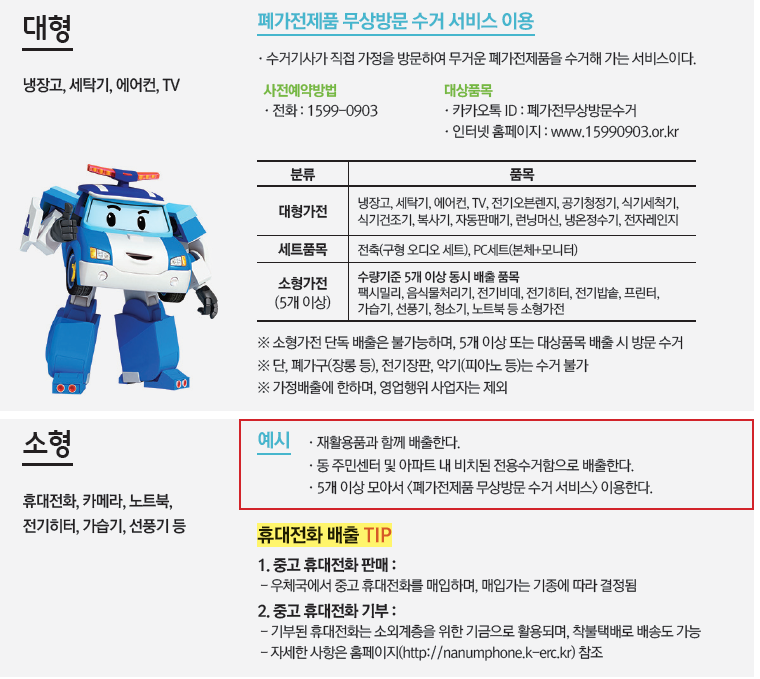 대형
냉장고, 세탁기, 에어컨, TV
폐가전제품 무상방문 수거 서비스 이용
· 수거기사가 직접 가정을 방문하여 무거운 폐가전제품을 수거해 가는 서비스이다.
사전예약방법
· 전화 : 1599-0903
대상품목
· 카카오톡 ID : 폐가전무상방문수거
· 인터넷 홈페이지 : www.15990903.or.kr
분류 품목
대형가전 냉장고, 세탁기, 에어컨, TV, 전기오븐렌지, 공기청정기, 식기세척기,
식기건조기, 복사기, 자동판매기, 런닝머신, 냉온정수기, 전자레인지
세트품목 전축(구형 오디오 세트), PC세트(본체+모니터)
소형가전 수량기준 5개 이상 동시 배출 품목
(5개 이상) 팩시밀리, 음식물처리기, 전기비데, 전기히터, 전기밥솥, 프린터,
가습기, 선풍기, 청소기, 노트북 등 소형가전
※ 소형가전 단독 배출은 불가능하며, 5개 이상 또는 대상품목 배출 시 방문 수거
※ 단, 폐가구(장롱 등), 전기장판, 악기(피아노 등)는 수거 불가
※ 가정배출에 한하며, 영업행위 사업자는 제외
소형
휴대전화, 카메라, 노트북,
전기히터, 가습기, 선풍기 등
예시 · 재활용품과 함께 배출한다.
· 동 주민센터 및 아파트 내 비치된 전용수거함으로 배출한다.
· 5개 이상 모아서 <폐가전제품 무상방문 수거 서비스> 이용한다.
휴대전화 배출 TIP
1. 중고 휴대전화 판매 :
- 우체국에서 중고 휴대전화를 매입하며, 매입가는 기종에 따라 결정됨
2. 중고 휴대전화 기부 :
- 기부된 휴대전화는 소외계층을 위한 기금으로 활용되며, 착불택배로 배송도 가능
- 자세한 사항은 홈페이지(http://nanumphone.k-erc.kr) 참조